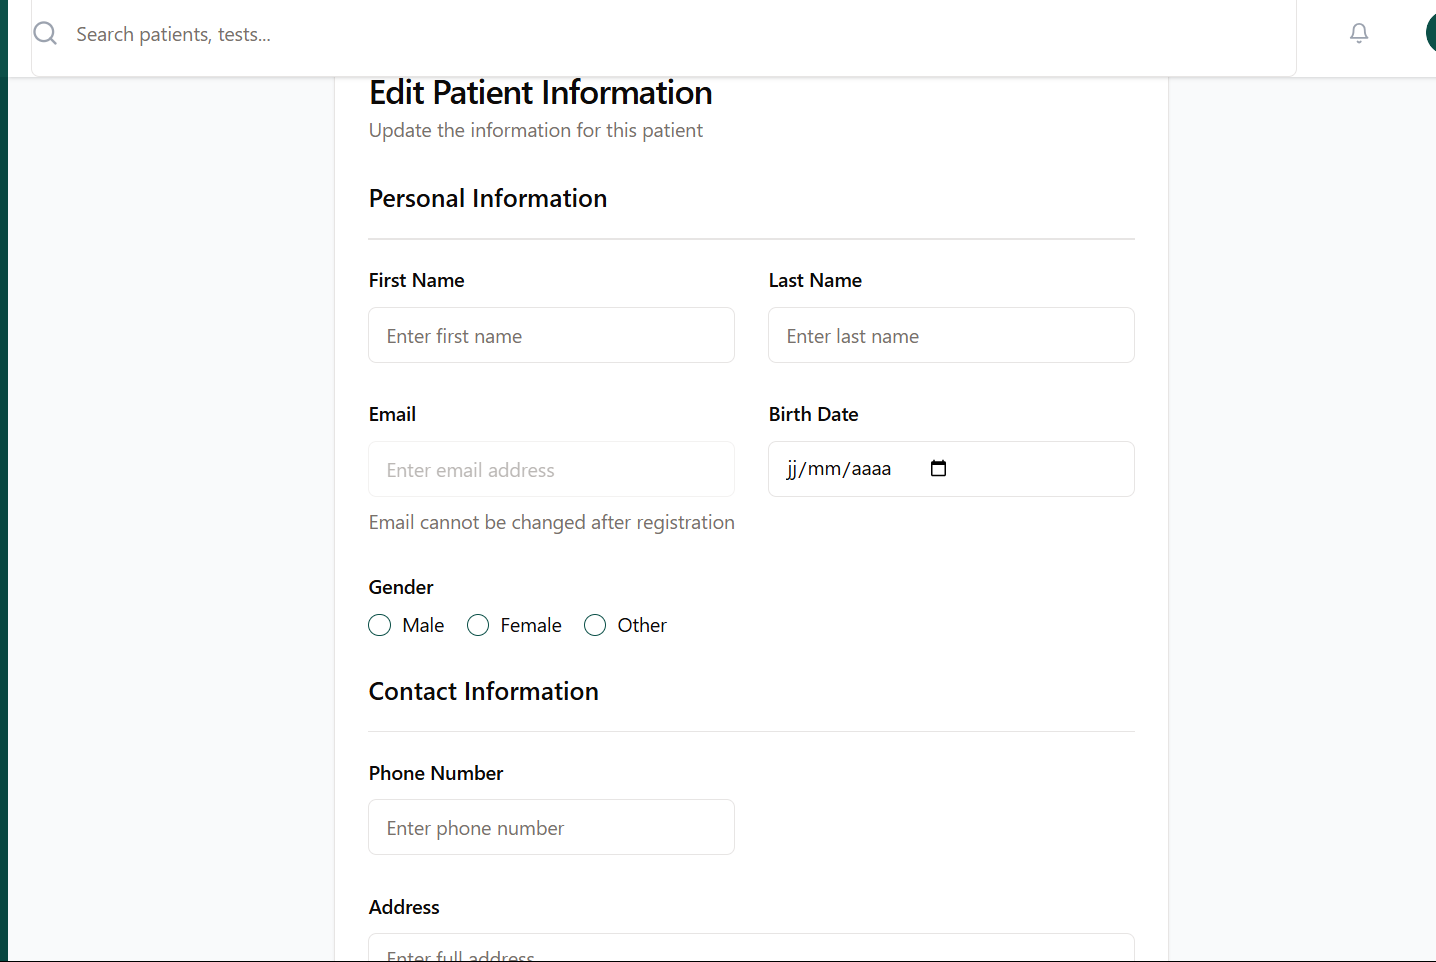 Search patients, tests...
Edit Patient Information
Update the information for this patient
Personal Information
First Name
Last Name
Enter first name
Enter last name
Email
Birth Date
Enter email address
jj/mm/aaaa
Email cannot be changed after registration
Gender
Male
Female
Other
Contact Information
Phone Number
Enter phone number
Address
Enter full address